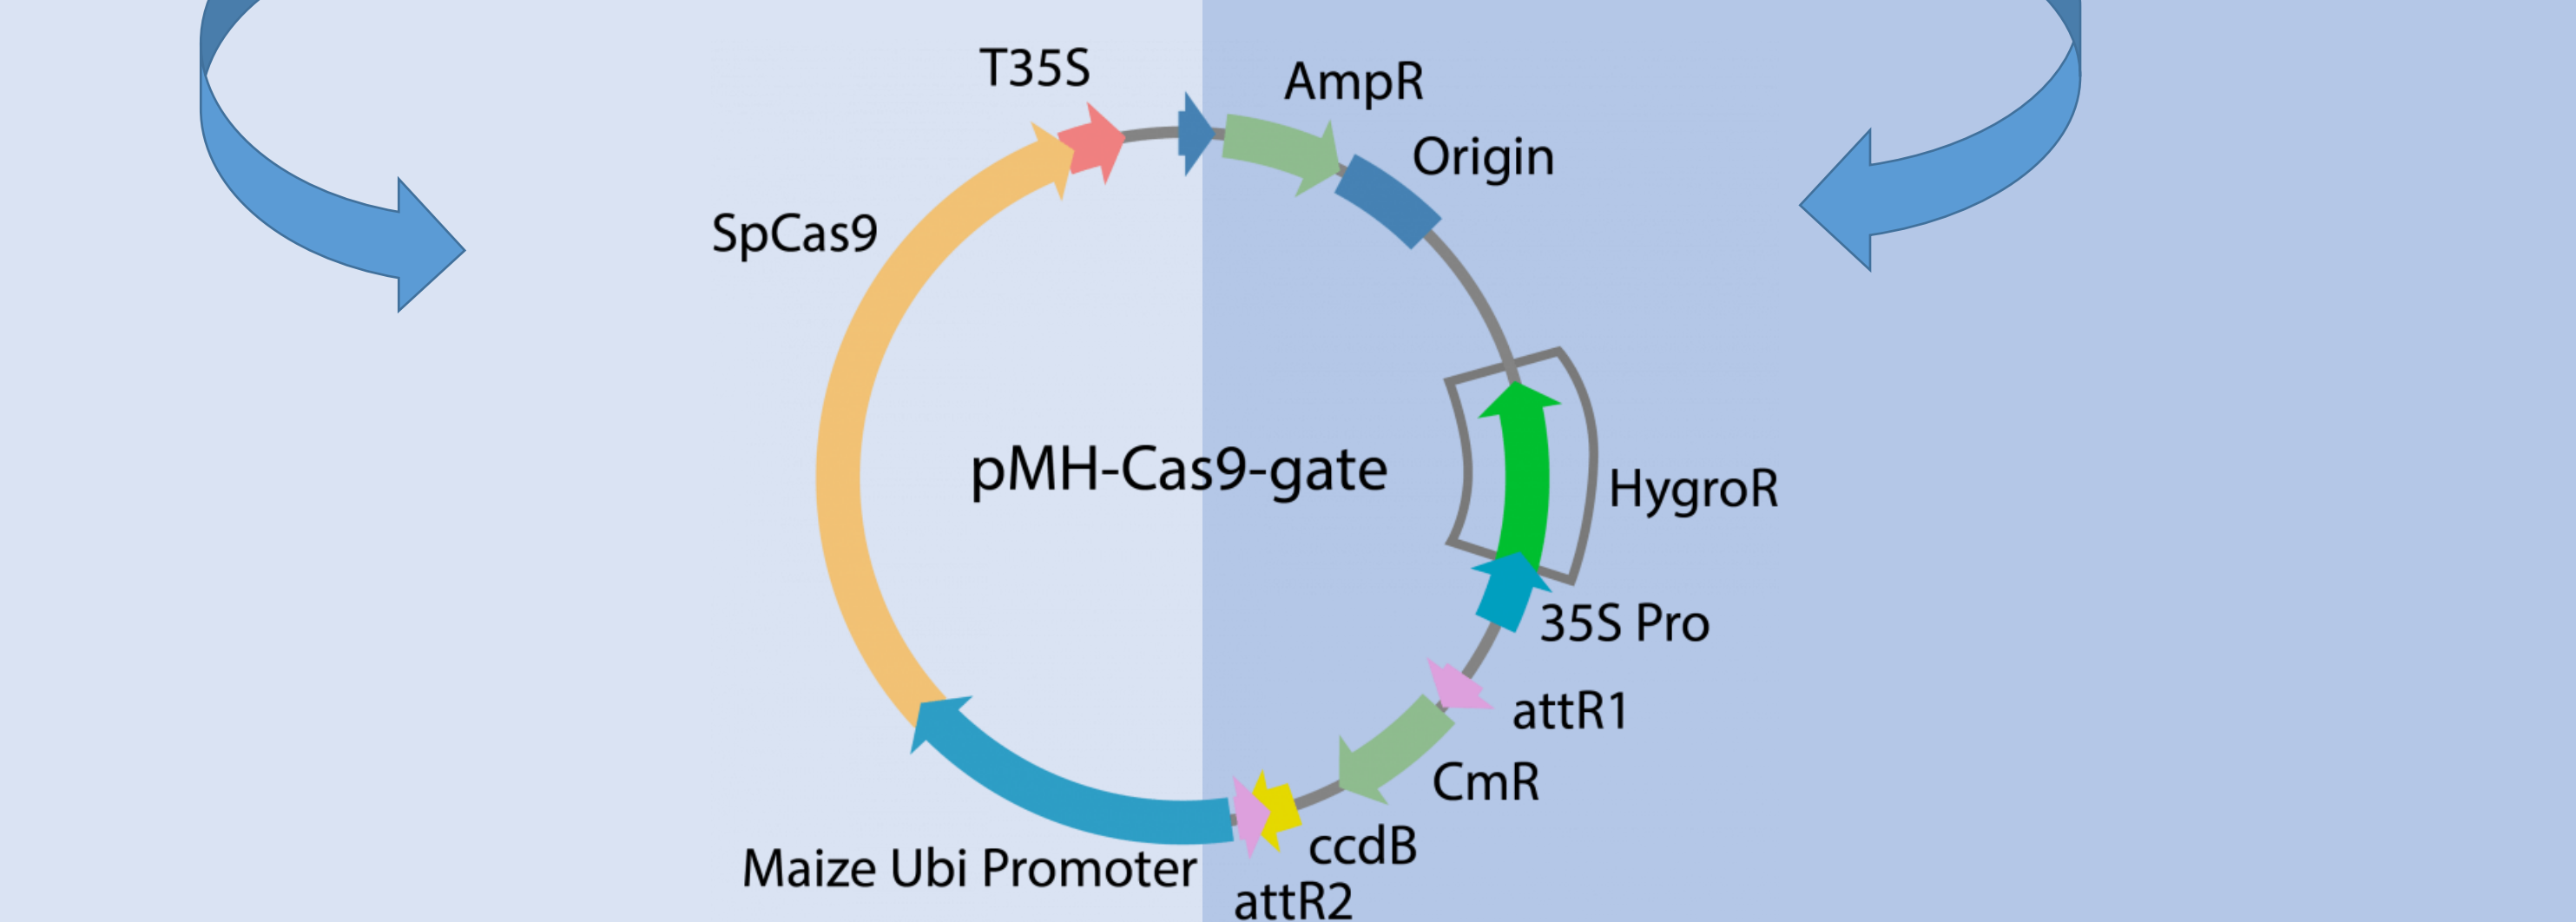 T35S
AmpR
Origin
SpCas9
pMH-Cas9-gate
HygroR
35S Pro
attR1
CmR
ccdB
Maize Ubi Promoter
attR2